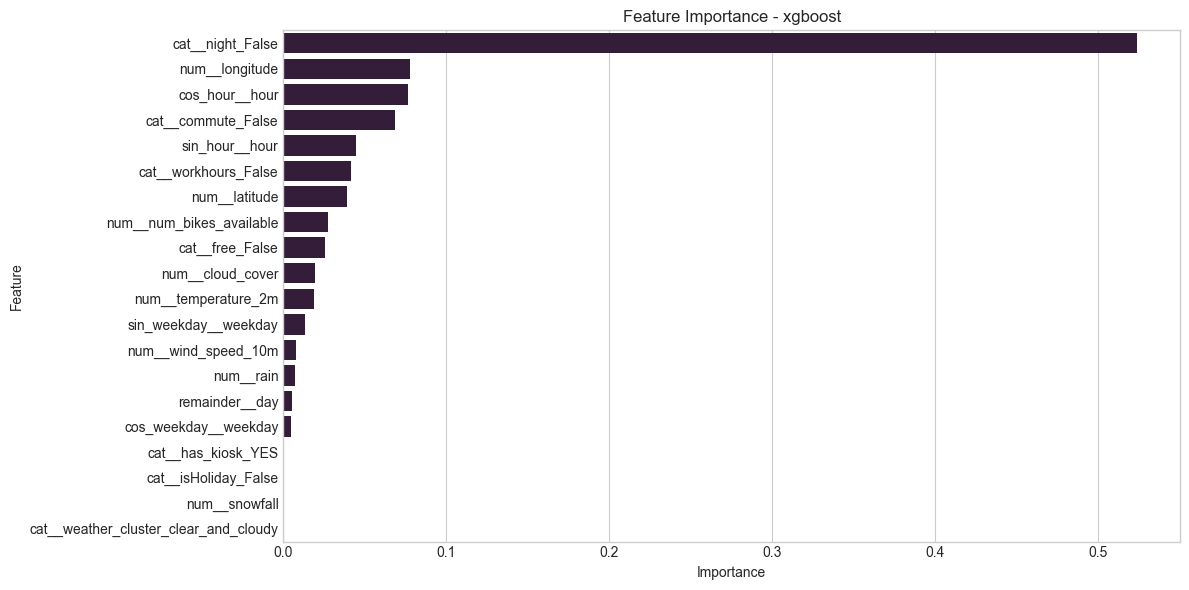 Feature Importance - xgboost
cat__night_False
num__longitude
cos_hour__hour
cat__commute_False
sin_hour__hour
cat__workhours_False
num__latitude
num__num_bikes_available
cat__free_False
num__cloud_cover
num__temperature_2m
sin_weekday__weekday
num__wind_speed_10m
num__rain
remainder__day
cos_weekday__weekday
cat__has_kiosk_YES
cat__isHoliday_False
num__snowfall
cat__weather_cluster_clear_and_cloudy
Feature
0.0 0.1 0.2 0.3 0.4 0.5
Importance